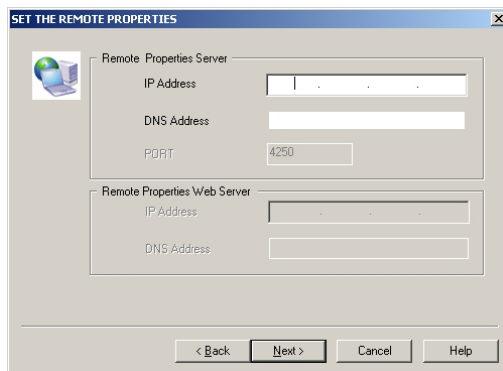 SET THE REMOTE PROPERTIES
Remote Properties Server
IP Address
. . .
DNS Address
PORT 4250
Remote Properties Web Server
IP Address
. . .
DNS Address
< Back Next > Cancel Help